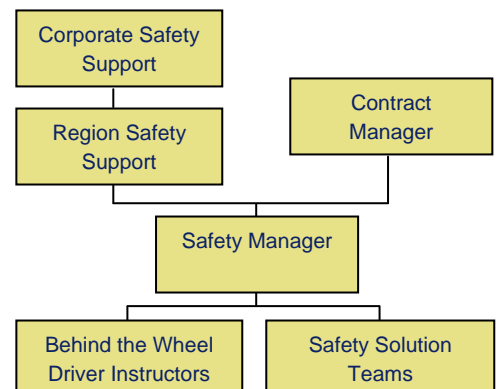 Corporate Safety
Support
Region Safety
Support
Contract
Manager
Safety Manager
Behind the Wheel
Driver Instructors
Safety Solution
Teams